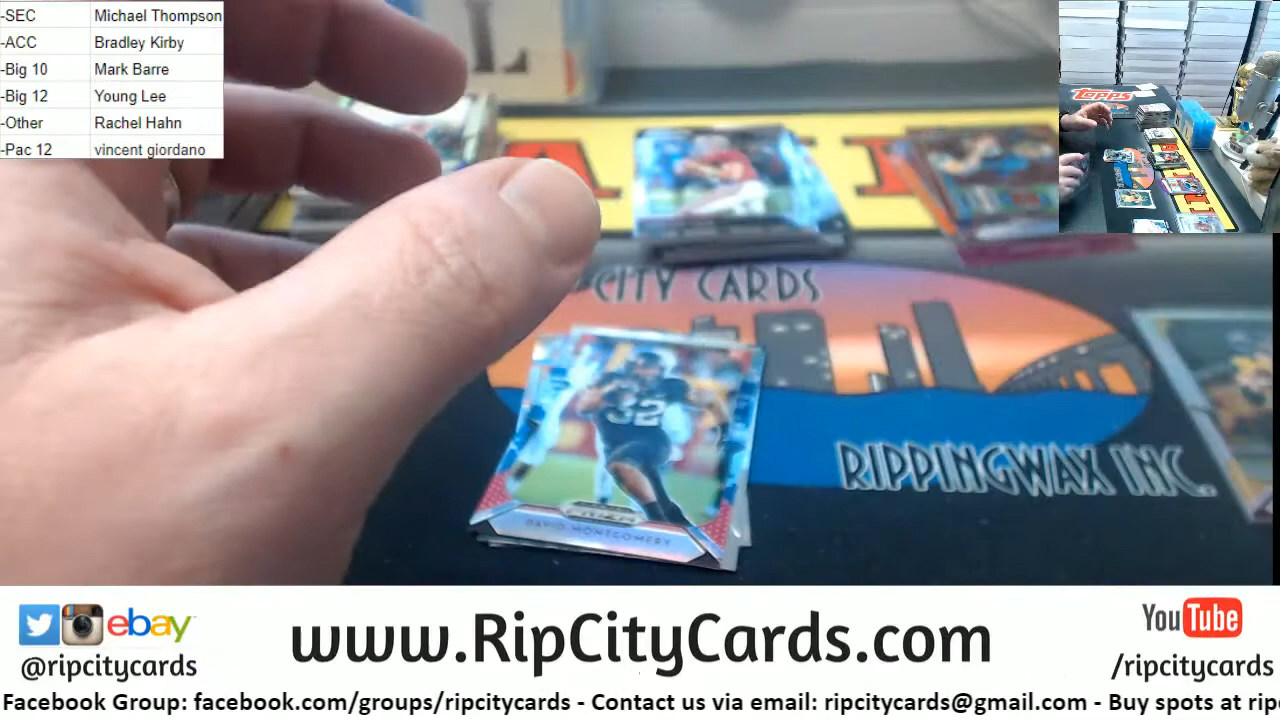 -SEC Michael Thompson
-ACC Bradley Kirby
-Big 10 Mark Barre
-Big 12 Young Lee
-Other Rachel Hahn
-Pac 12 vincent giordano
Topps
CITY CARDS
RIPPINGWAX INC.
32
DAVID MONTGOMERY
ebay
@ripcitycards
www.RipCityCards.com
YouTube
/ripcitycards
Facebook Group: facebook.com/groups/ripcitycards - Contact us via email: ripcitycards@gmail.com - Buy spots at rip